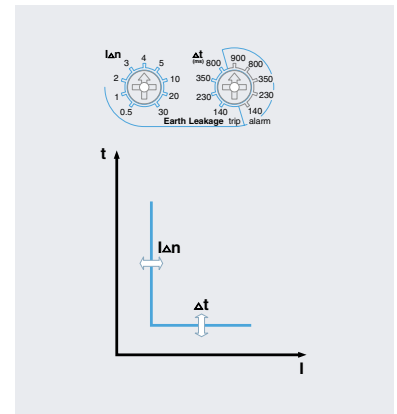 IΔn
Δt
(ms)
0.5 1 2 3 4 5 10 20 30
140 230 350 800 900 800 350 230 140
Earth Leakage trip alarm
t
IΔn
Δt
I